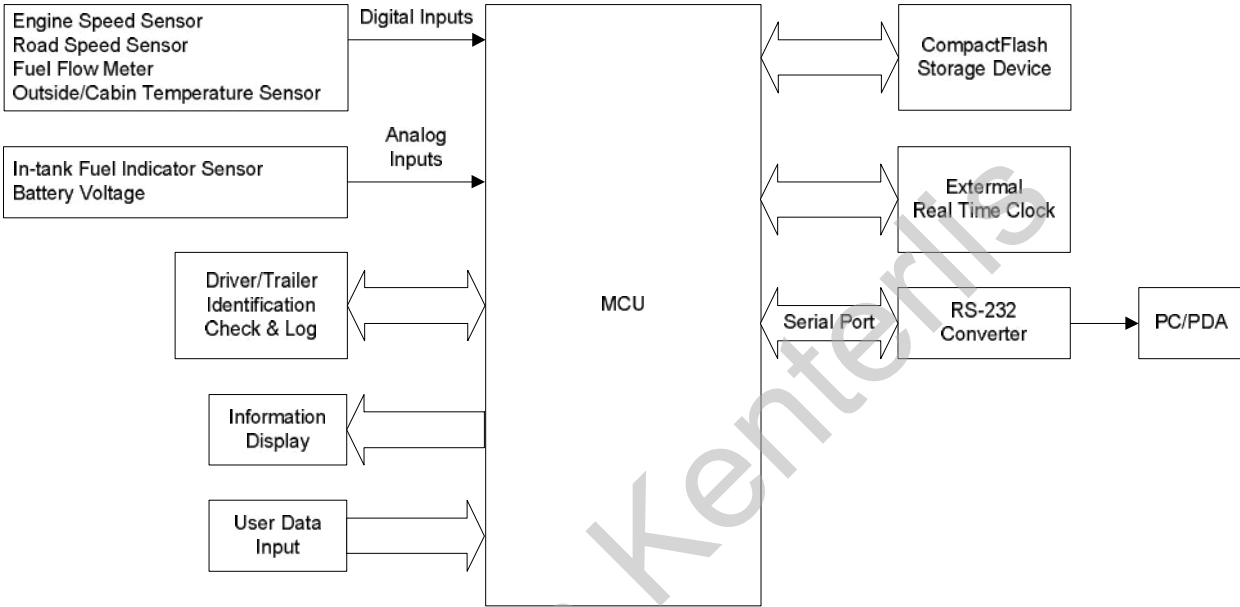 Engine Speed Sensor
Road Speed Sensor
Fuel Flow Meter
Outside/Cabin Temperature Sensor
Digital Inputs
In-tank Fuel Indicator Sensor
Battery Voltage
Analog
Inputs
Driver/Trailer
Identification
Check & Log
Information
Display
User Data
Input
MCU
CompactFlash
Storage Device
Extermal
Real Time Clock
Serial Port
RS-232
Converter
PC/PDA
Kenterlis